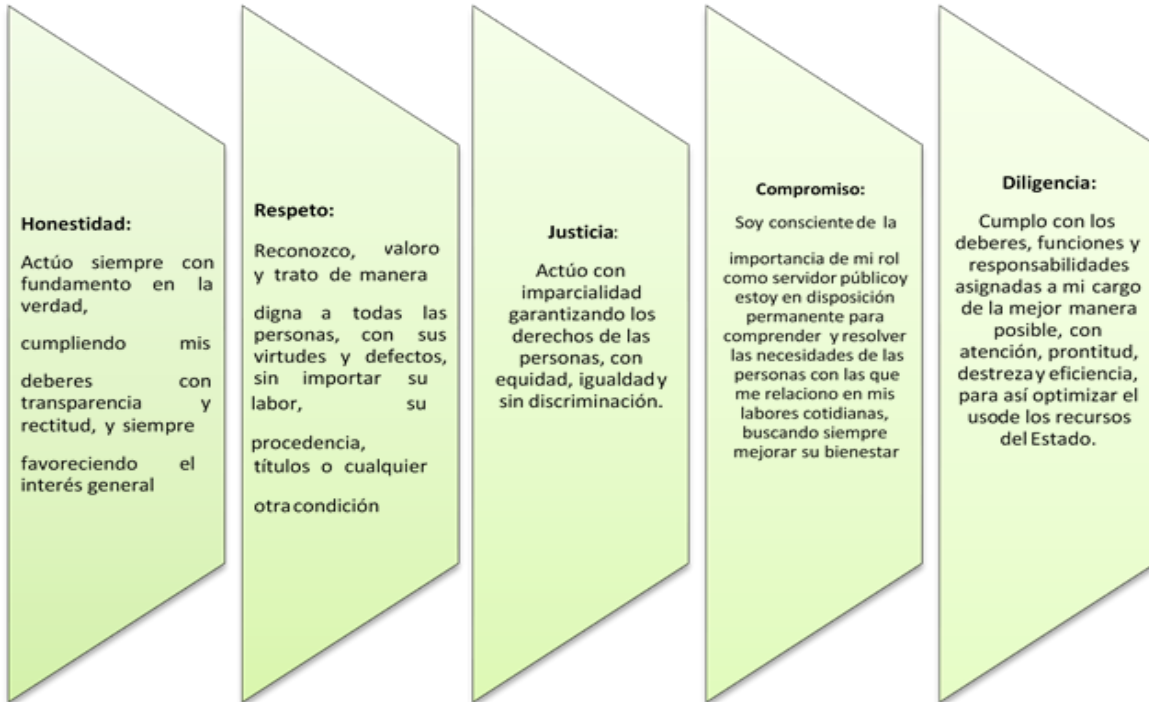 Honestidad:
Actúo siempre con
fundamento en la
verdad,
cumpliendo mis
deberes con
transparencia y
rectitud, y siempre
favoreciendo el
interés general
Respeto:
Reconozco, valoro
y trato de manera
digna a todas las
personas, con sus
virtudes y defectos,
sin importar su
labor, su
procedencia,
títulos o cualquier
otra condición
Justicia:
Actúo con
imparcialidad
garantizando los
derechos de las
personas, con
equidad, igualdad y
sin discriminación.
Compromiso:
Soy consciente de la
importancia de mi rol
como servidor públicoy
estoy en disposición
permanente para
comprender y resolver
las necesidades de las
personas con las que
me relaciono en mis
labores cotidianas,
buscando siempre
mejorar su bienestar
Diligencia:
Cumplo con los
deberes, funciones y
responsabilidades
asignadas a mi cargo
de la mejor manera
posible, con
atención, prontitud,
destreza y eficiencia,
para así optimizar el
usode los recursos
del Estado.